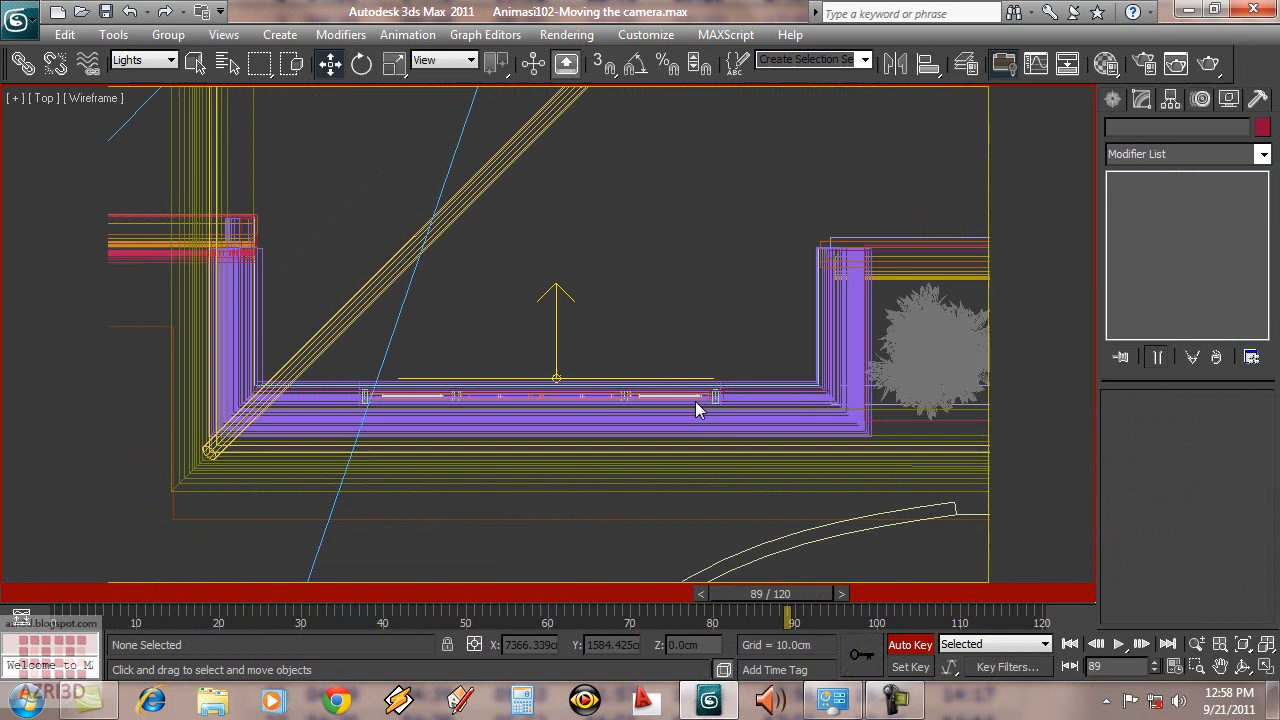 Autodesk 3ds Max 2011 Animasi102-Moving the camera.max
Type a keyword or phrase
Edit Tools Group Views Create Modifiers Animation Graph Editors Rendering Customize MAXScript Help
Lights View Create Selection Se
[ + ] [ Top ] [ Wireframe ]
Modifier List
< 89 / 120 >
10 20 30 40 50 60 70 80 90 100 110 120
None Selected X: 7366.339c Y: 1584.425c Z: 0.0cm Grid = 10.0cm Auto Key Selected
Welcome to M
Click and drag to select and move objects Add Time Tag Set Key Key Filters... 89
AZRI3D
12:58 PM
9/21/2011